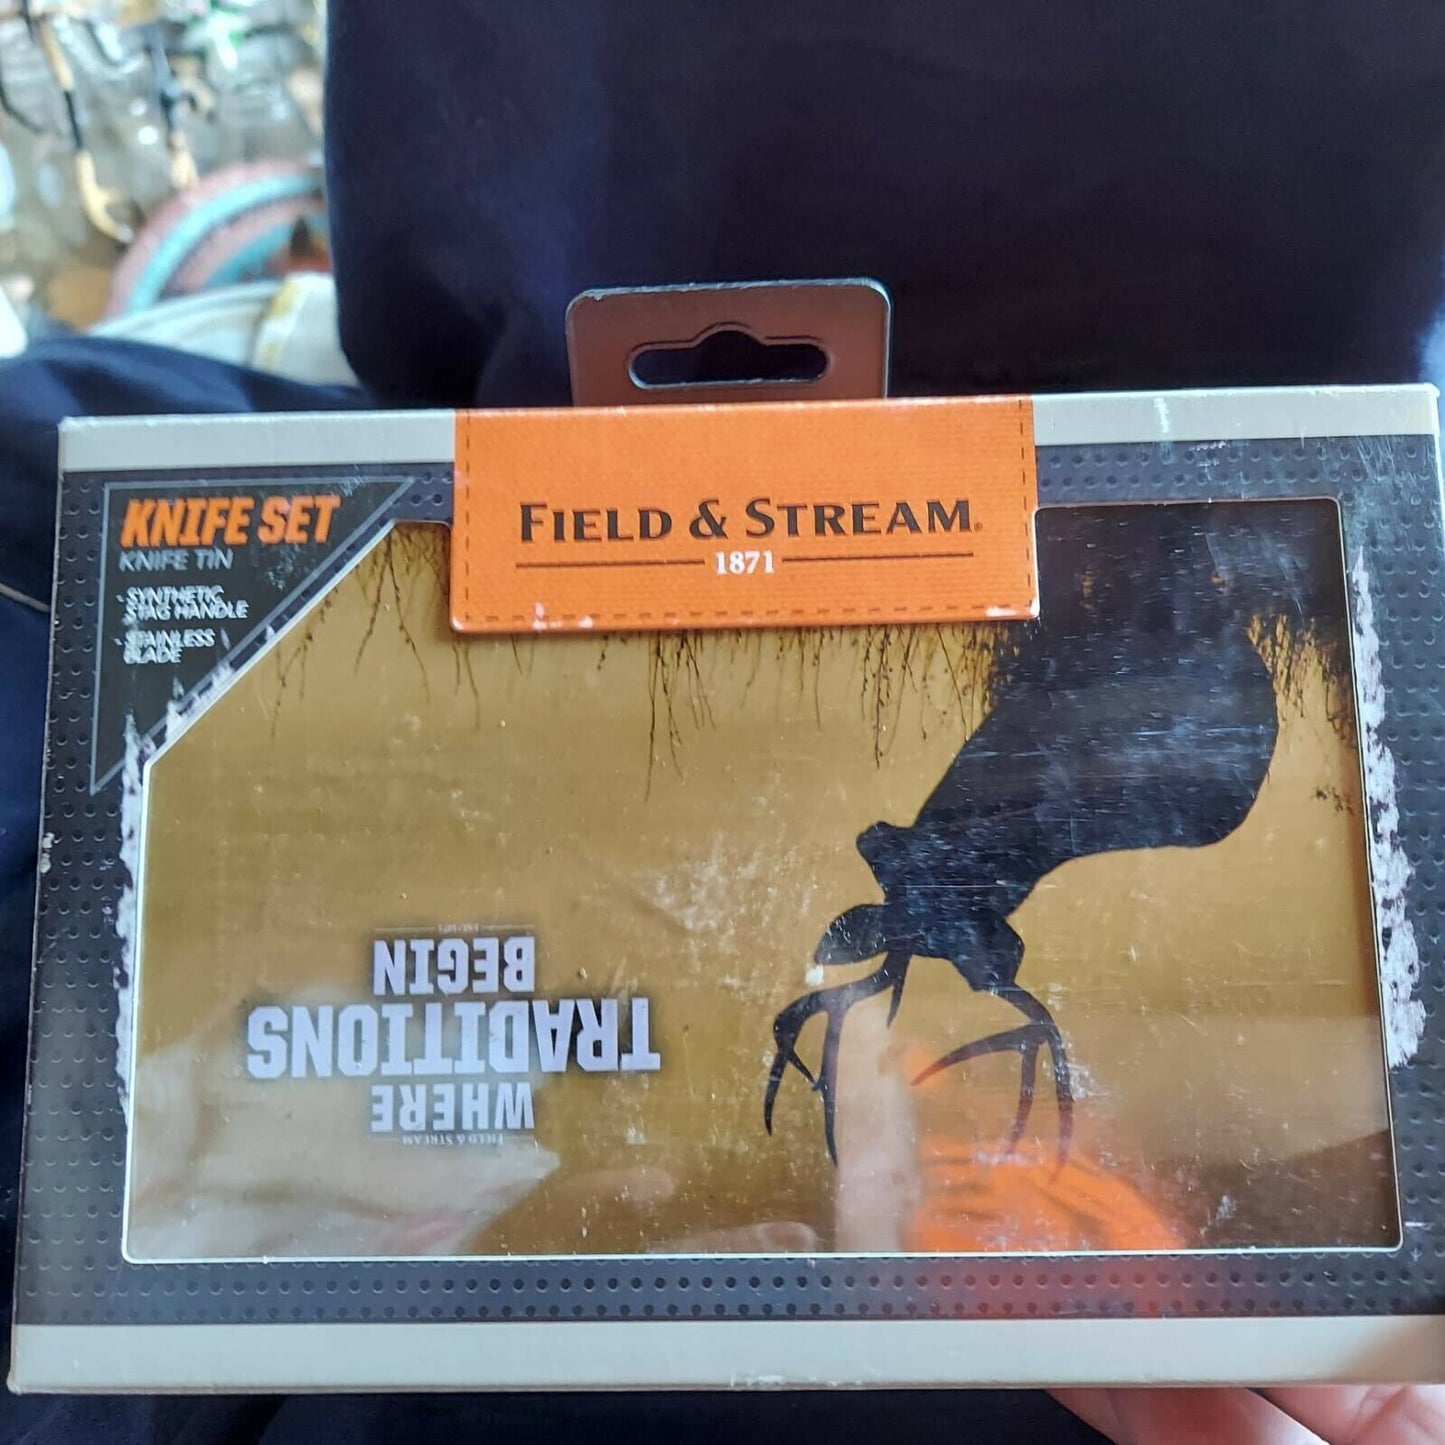 FIELD & STREAM®
1871
KNIFE SET
KNIFE TIN
- SYNTHETIC
STAG HANDLE
- STAINLESS
BLADE
FIELD & STREAM
WHERE
TRADITIONS
BEGIN